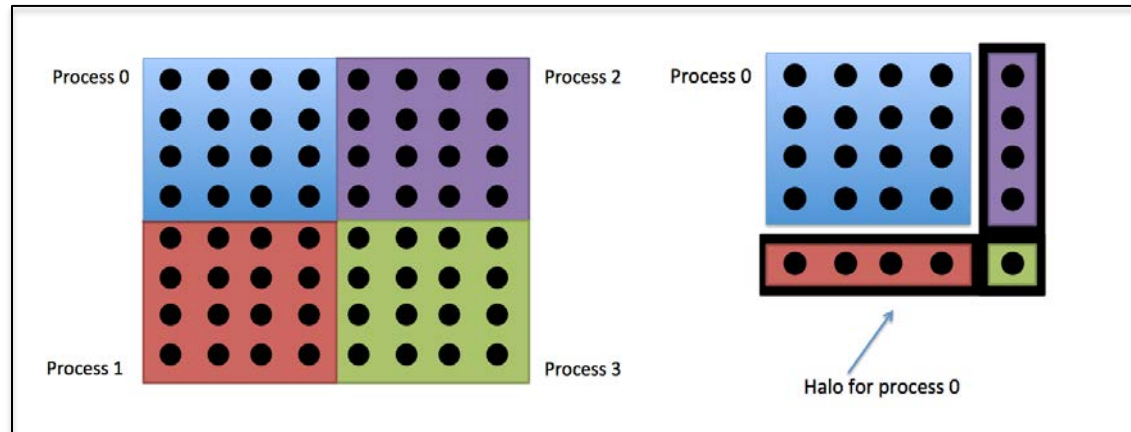 Process 0
Process 2
Process 1
Process 3
Process 0
Halo for process 0